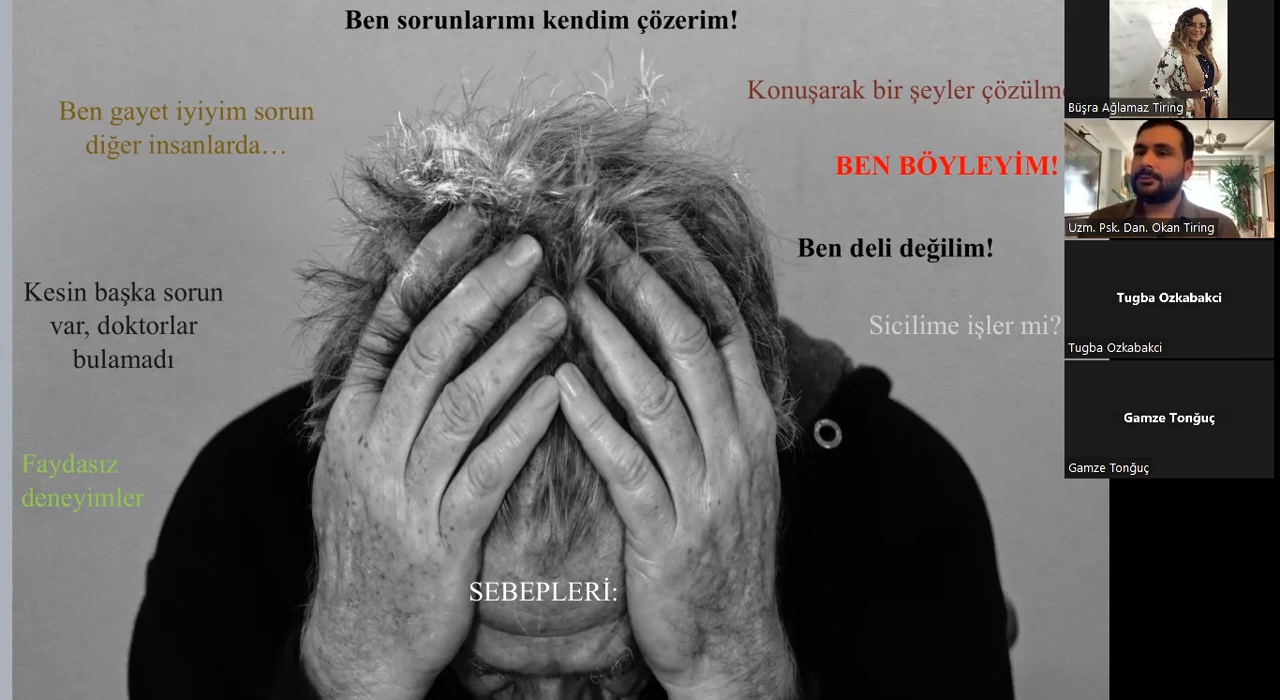 Ben sorunlarımı kendim çözerim!
Ben gayet iyiyim sorun
diğer insanlarda…
Konuşarak bir şeyler
BEN BÖYLEYİM!
Ben deli değilim!
Kesin başka sorun
var, doktorlar
bulamadı
Sicilime işler mi?
Faydasız
deneyimler
SEBEPLERİ:
Büşra Ağlamaz Tiring
Uzm. Psk. Dan. Okan Tiring
Tugba Ozkabakci
Tugba Ozkabakci
Gamze Tonğuç
Gamze Tonğuç